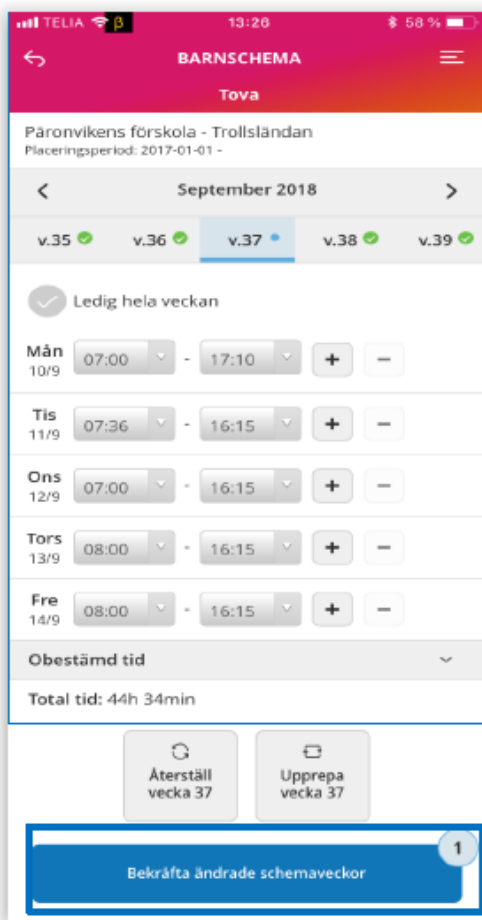 TELIA β 13:26 58 %
BARNSCHEMA
Tova
Päronvikens förskola - Trollsländan
Placeringsperiod: 2017-01-01 -
< September 2018 >
v.35 v.36 v.37 v.38 v.39
Ledig hela veckan
Mån 07:00 - 17:10 + −
10/9
Tis 07:36 - 16:15 + −
11/9
Ons 07:00 - 16:15 + −
12/9
Tors 08:00 - 16:15 + −
13/9
Fre 08:00 - 16:15 + −
14/9
Obestämd tid
Total tid: 44h 34min
Återställ
vecka 37
Upprepa
vecka 37
1
Bekräfta ändrade schemaveckor